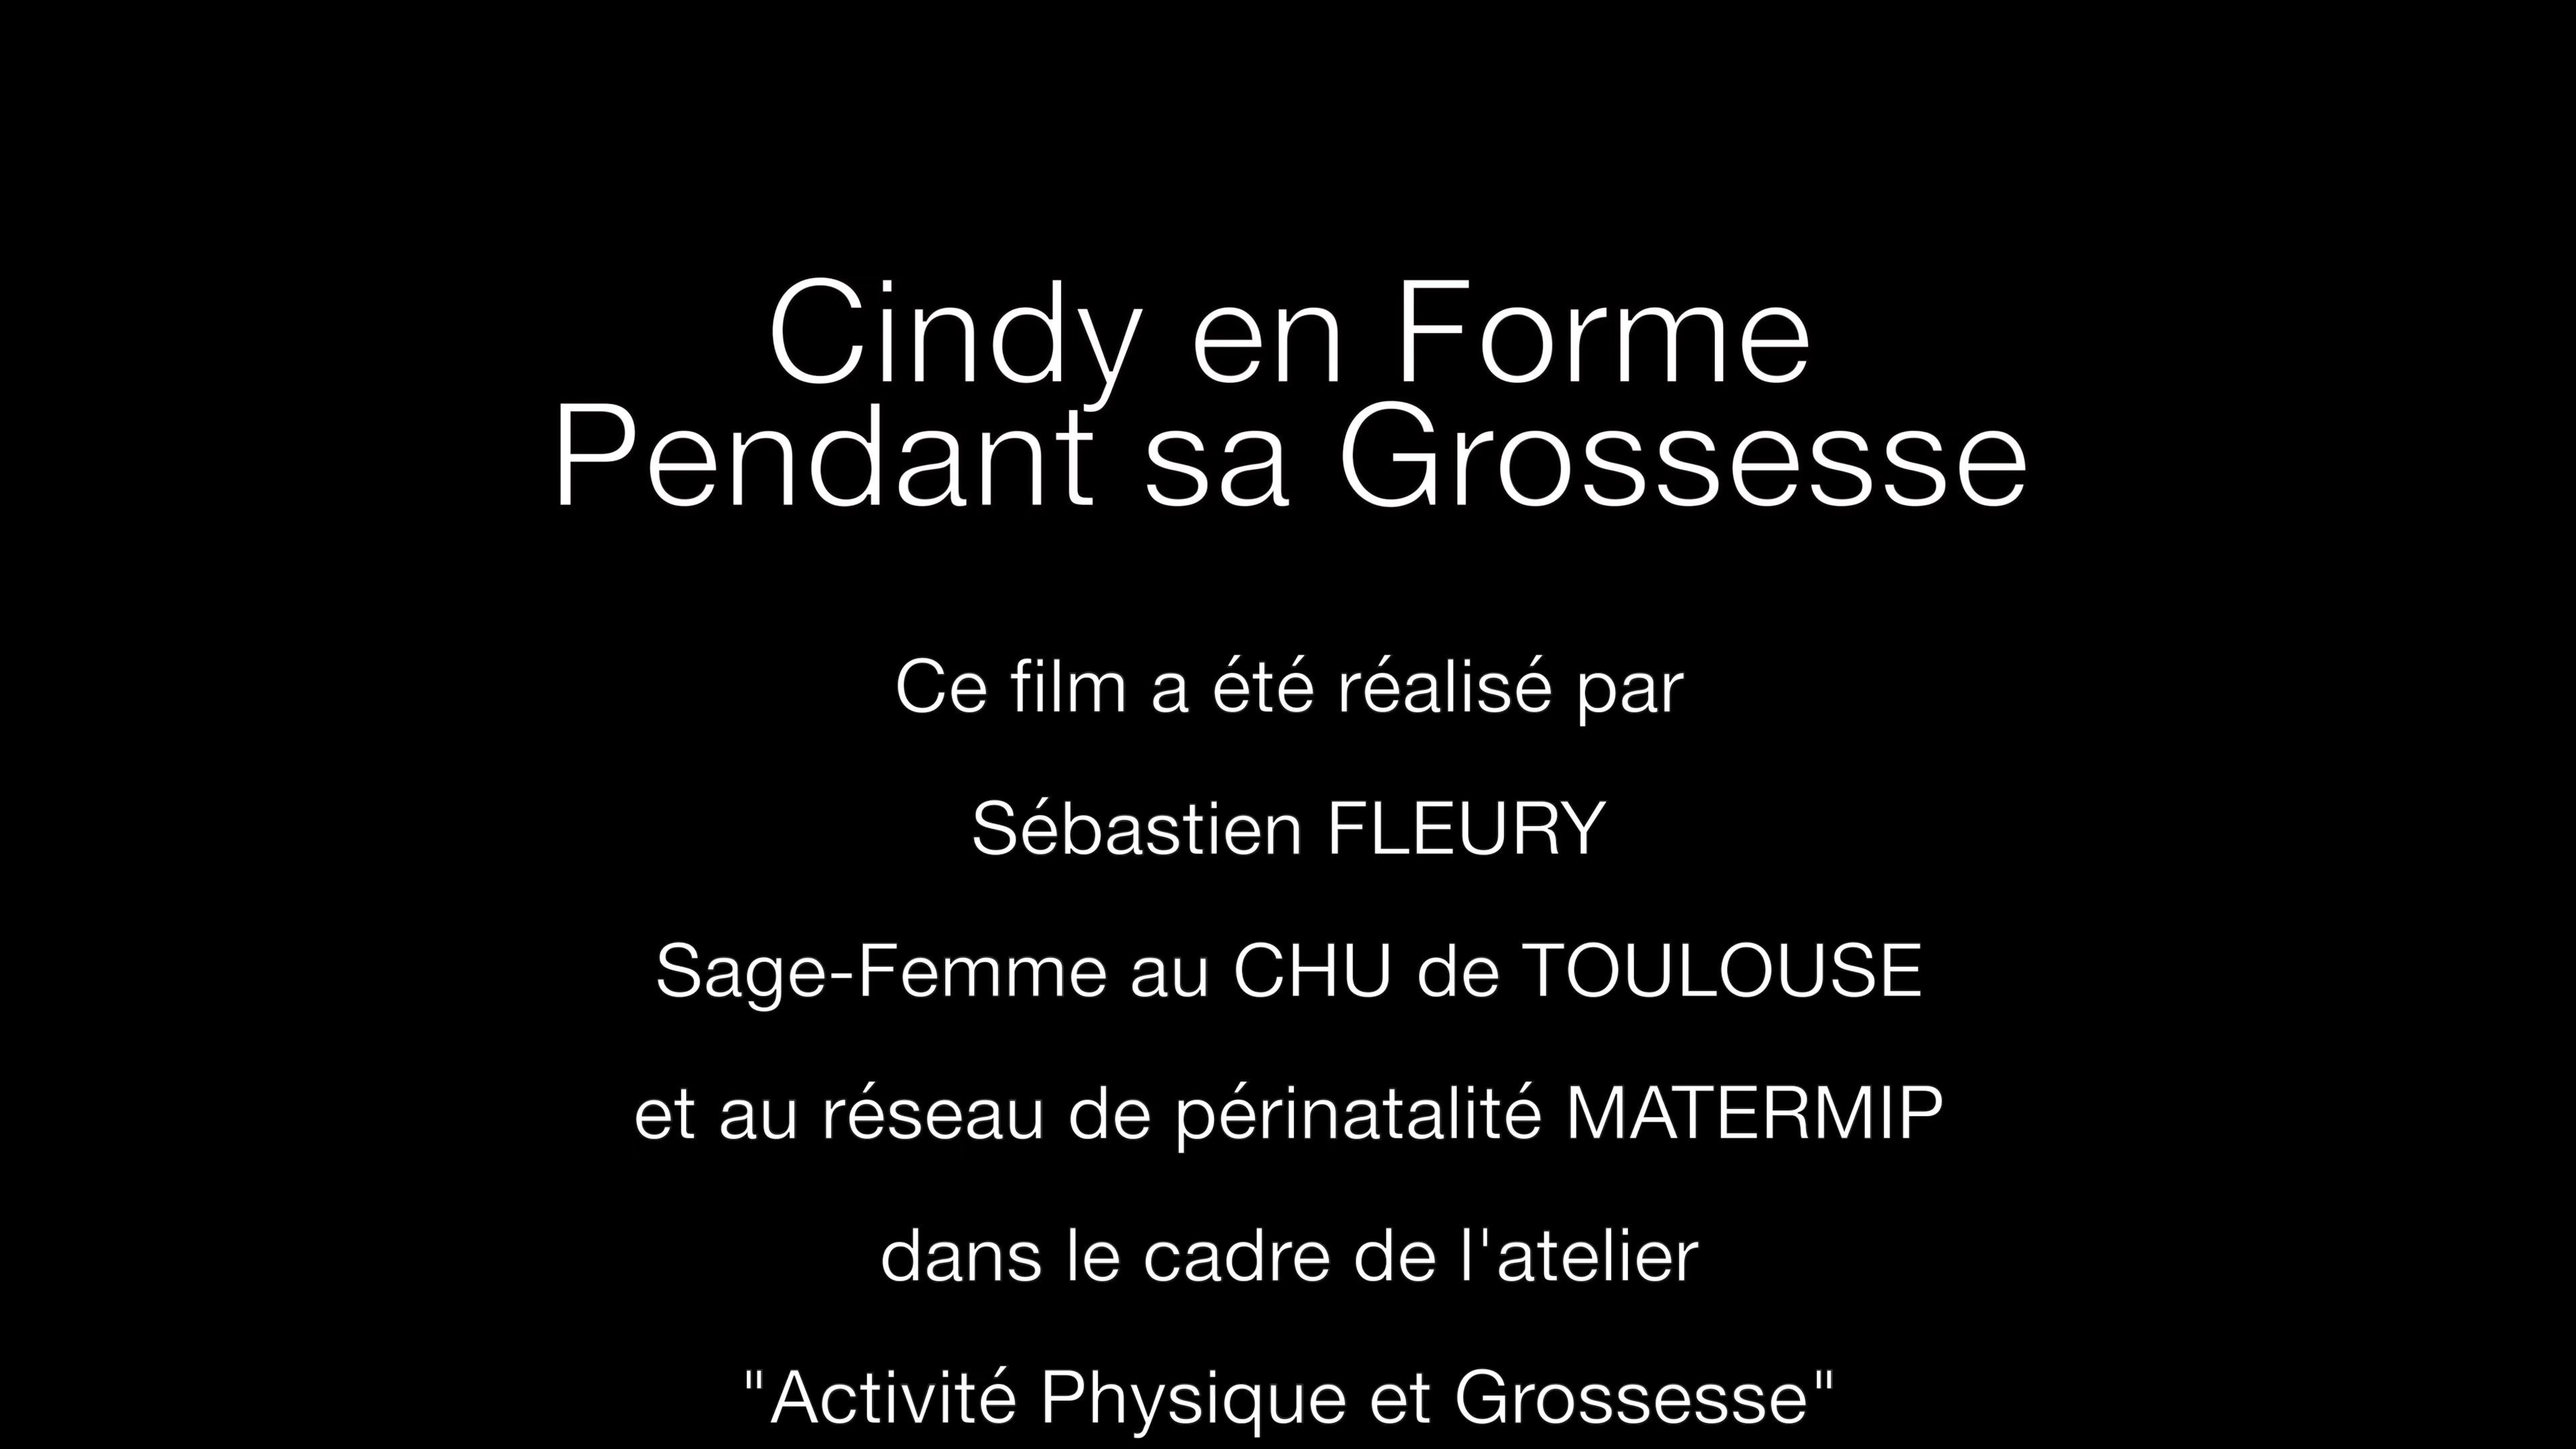 Cindy en Forme
Pendant sa Grossesse
Ce film a été réalisé par
Sébastien FLEURY
Sage-Femme au CHU de TOULOUSE
et au réseau de périnatalité MATERMIP
dans le cadre de l'atelier
"Activité Physique et Grossesse"